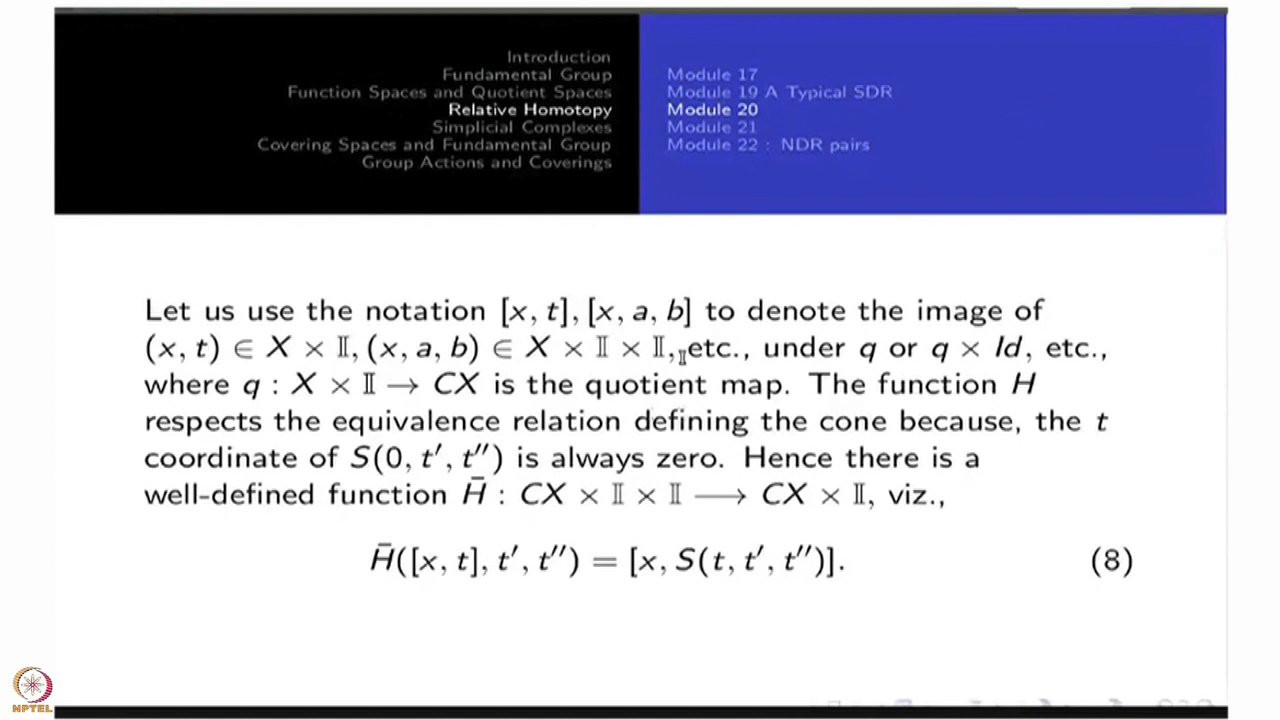 Introduction
Fundamental Group
Function Spaces and Quotient Spaces
Relative Homotopy
Simplicial Complexes
Covering Spaces and Fundamental Group
Group Actions and Coverings
Module 17
Module 19 A Typical SDR
Module 20
Module 21
Module 22 : NDR pairs
Let us use the notation [x, t], [x, a, b] to denote the image of
(x, t) ∈ X × 𝕀, (x, a, b) ∈ X × 𝕀 × 𝕀, etc., under q or q × Id, etc.,
where q : X × 𝕀 → CX is the quotient map. The function H
respects the equivalence relation defining the cone because, the t
coordinate of S(0, t′, t″) is always zero. Hence there is a
well-defined function H̄ : CX × 𝕀 × 𝕀 ⟶ CX × 𝕀, viz.,
H̄([x, t], t′, t″) = [x, S(t, t′, t″)]. (8)
NPTEL